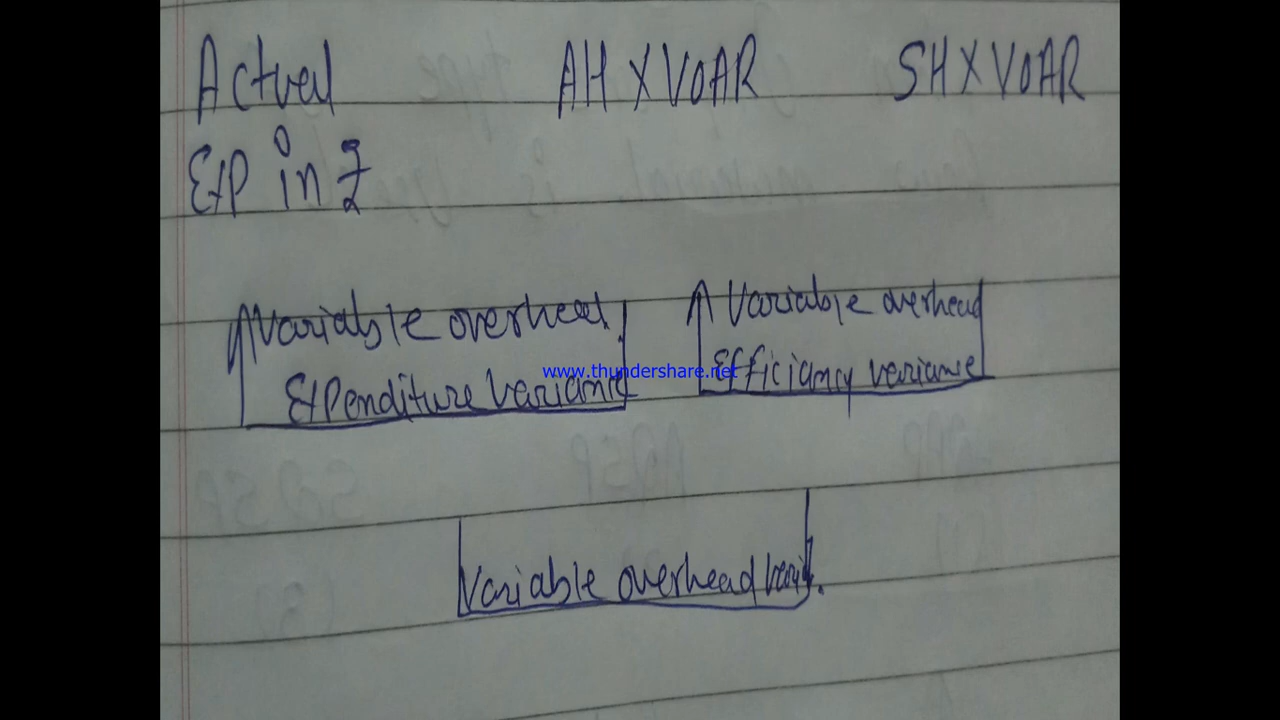 Actual AH X VOAR SH X VOAR
Exp in ₹
Variable overhead Variable overhead
Expenditure variance Efficiency variance
www.thundershare.net
Variable overhead vari.